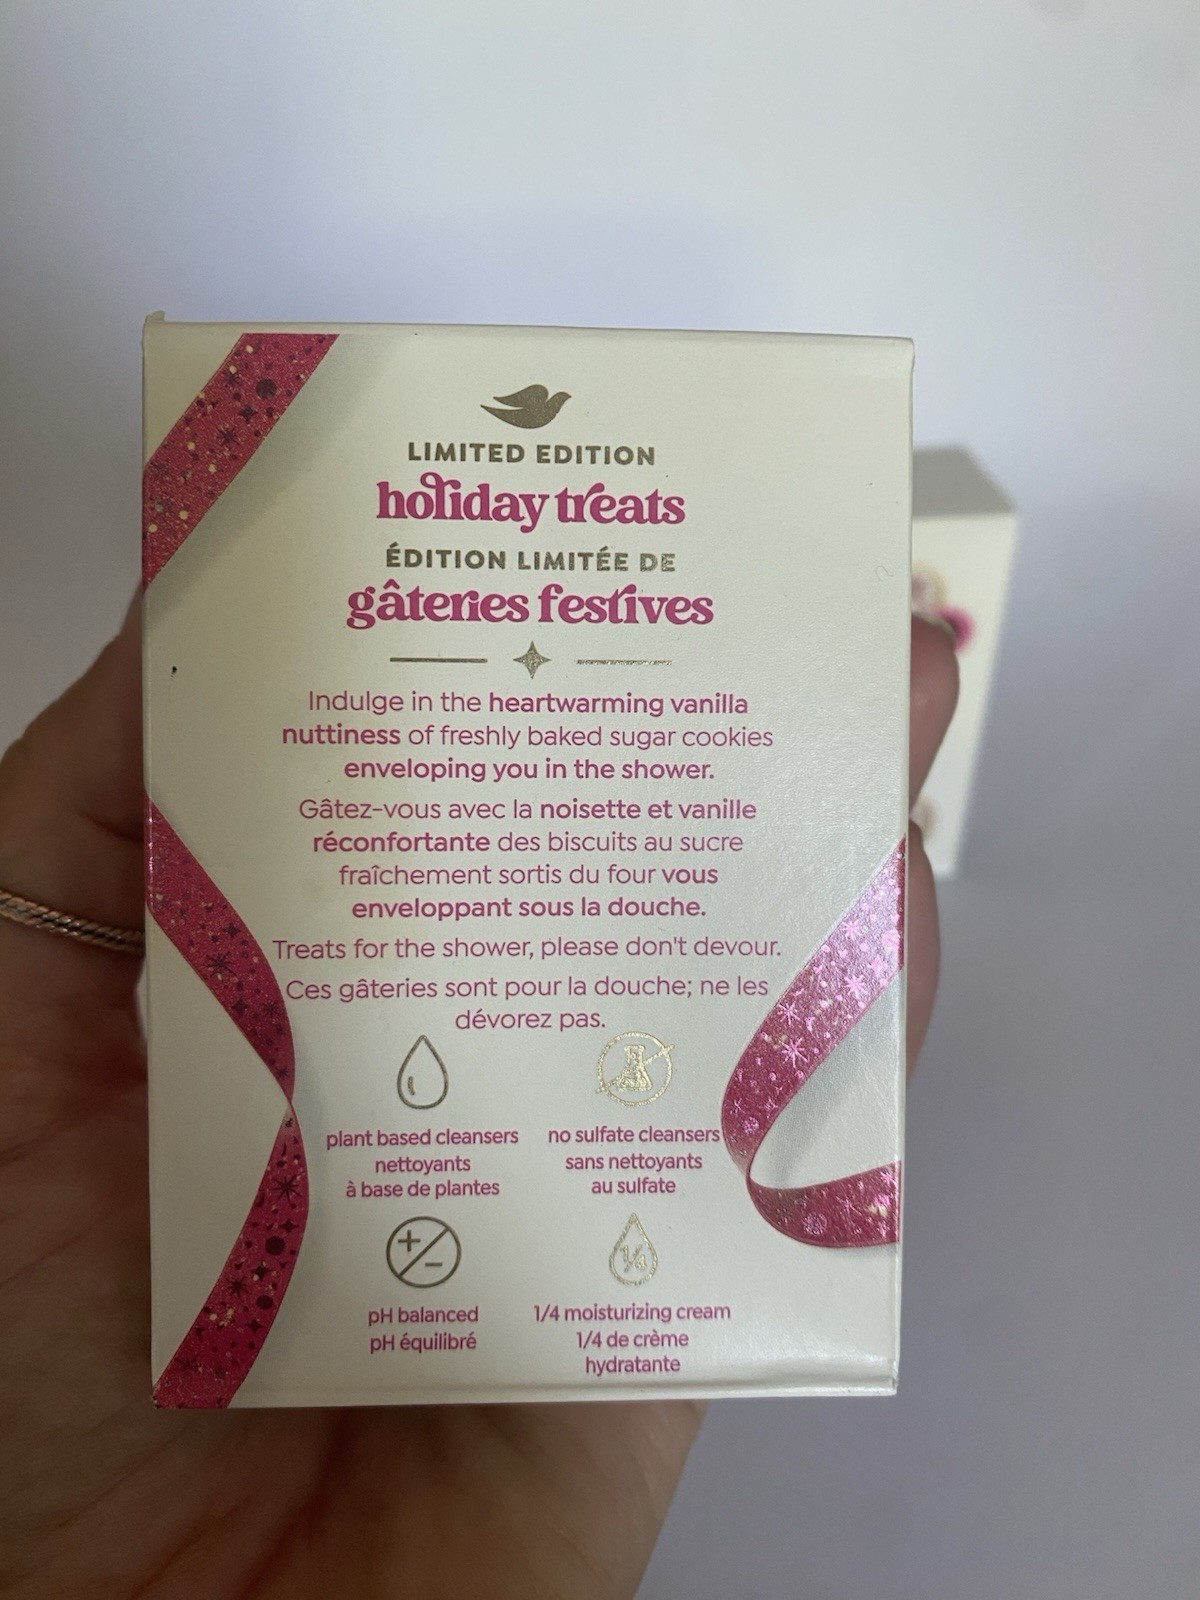 LIMITED EDITION
holiday treats
ÉDITION LIMITÉE DE
gâteries festives
Indulge in the heartwarming vanilla
nuttiness of freshly baked sugar cookies
enveloping you in the shower.
Gâtez-vous avec la noisette et vanille
réconfortante des biscuits au sucre
fraîchement sortis du four vous
enveloppant sous la douche.
Treats for the shower, please don't devour.
Ces gâteries sont pour la douche; ne les
dévorez pas.
plant based cleansers
nettoyants
à base de plantes
no sulfate cleansers
sans nettoyants
au sulfate
+ -
pH balanced
pH équilibré
1/4
1/4 moisturizing cream
1/4 de crème
hydratante